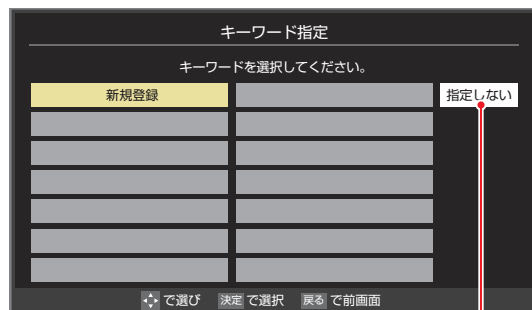 キーワード指定
キーワードを選択してください。
新規登録 指定しない
で選び 決定 で選択 戻る で前画面